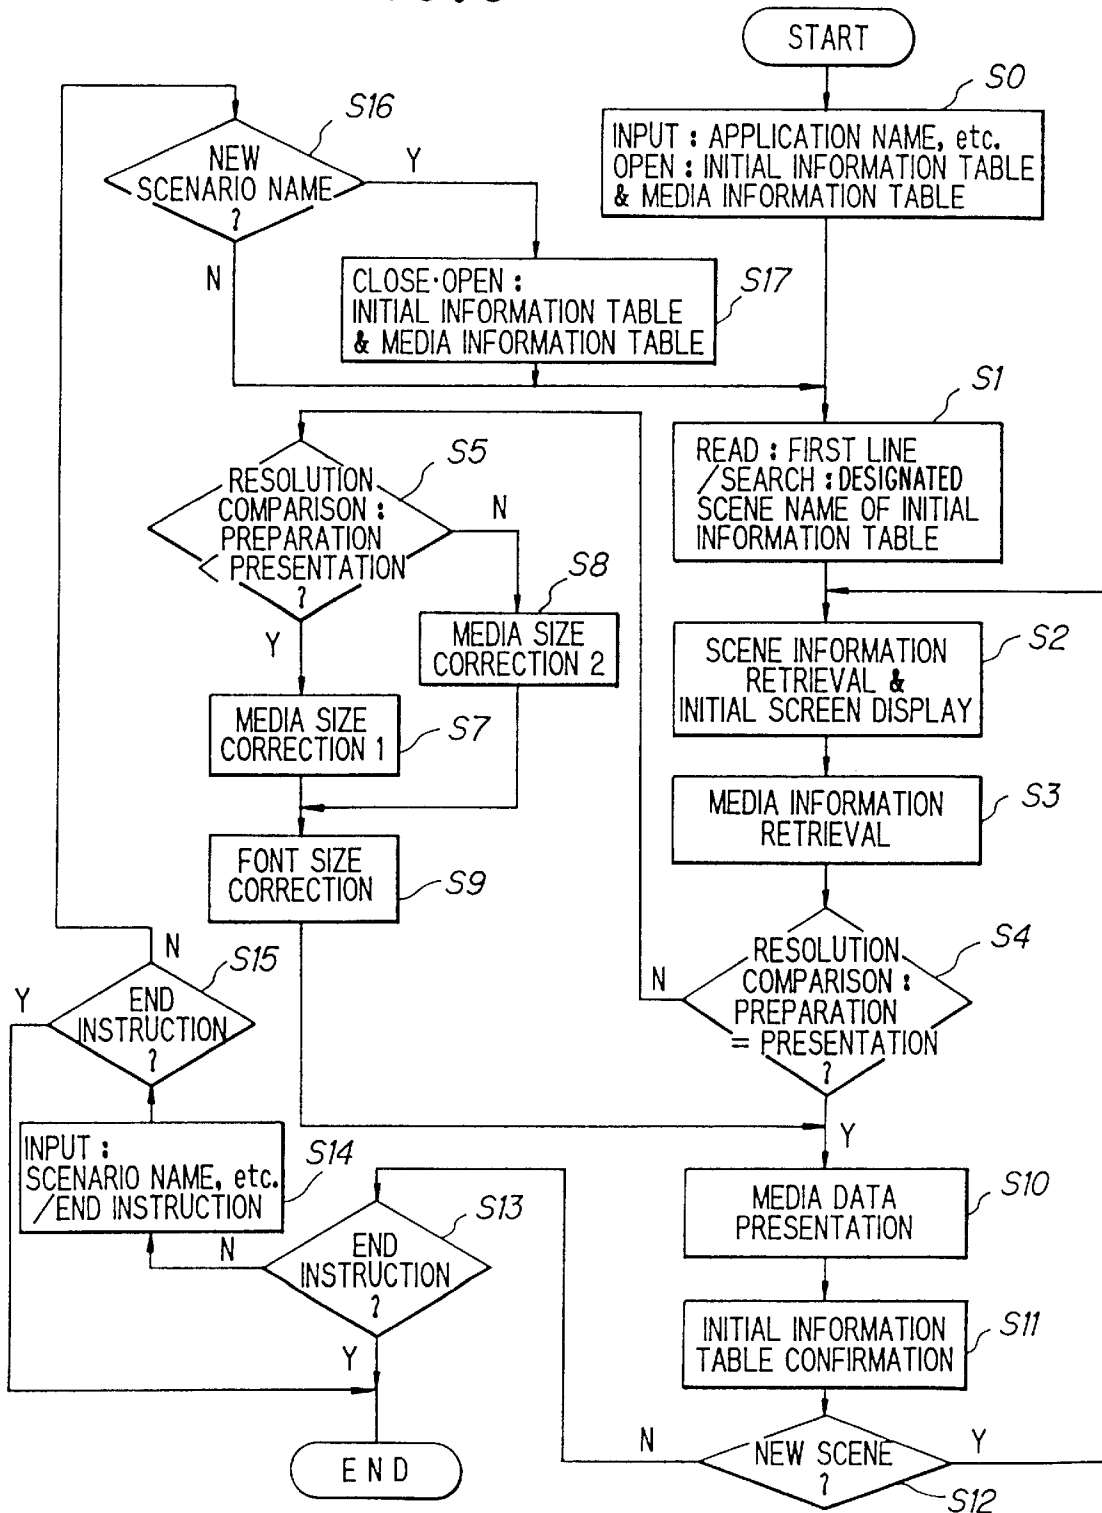 START
S0
INPUT : APPLICATION NAME, etc.
OPEN : INITIAL INFORMATION TABLE
& MEDIA INFORMATION TABLE
S16
NEW
SCENARIO NAME
?
Y
N
S17
CLOSE·OPEN :
INITIAL INFORMATION TABLE
& MEDIA INFORMATION TABLE
S1
READ : FIRST LINE
/SEARCH : DESIGNATED
SCENE NAME OF INITIAL
INFORMATION TABLE
S5
RESOLUTION
COMPARISON :
PREPARATION
< PRESENTATION
?
N
Y
S8
MEDIA SIZE
CORRECTION 2
S2
SCENE INFORMATION
RETRIEVAL &
INITIAL SCREEN DISPLAY
S7
MEDIA SIZE
CORRECTION 1
S3
MEDIA INFORMATION
RETRIEVAL
S9
FONT SIZE
CORRECTION
S4
RESOLUTION
COMPARISON :
PREPARATION
= PRESENTATION
?
N
Y
S15
END
INSTRUCTION
?
N
Y
S14
INPUT :
SCENARIO NAME, etc.
/END INSTRUCTION
S13
END
INSTRUCTION
?
N
Y
S10
MEDIA DATA
PRESENTATION
S11
INITIAL INFORMATION
TABLE CONFIRMATION
NEW SCENE
?
N
Y
S12
END